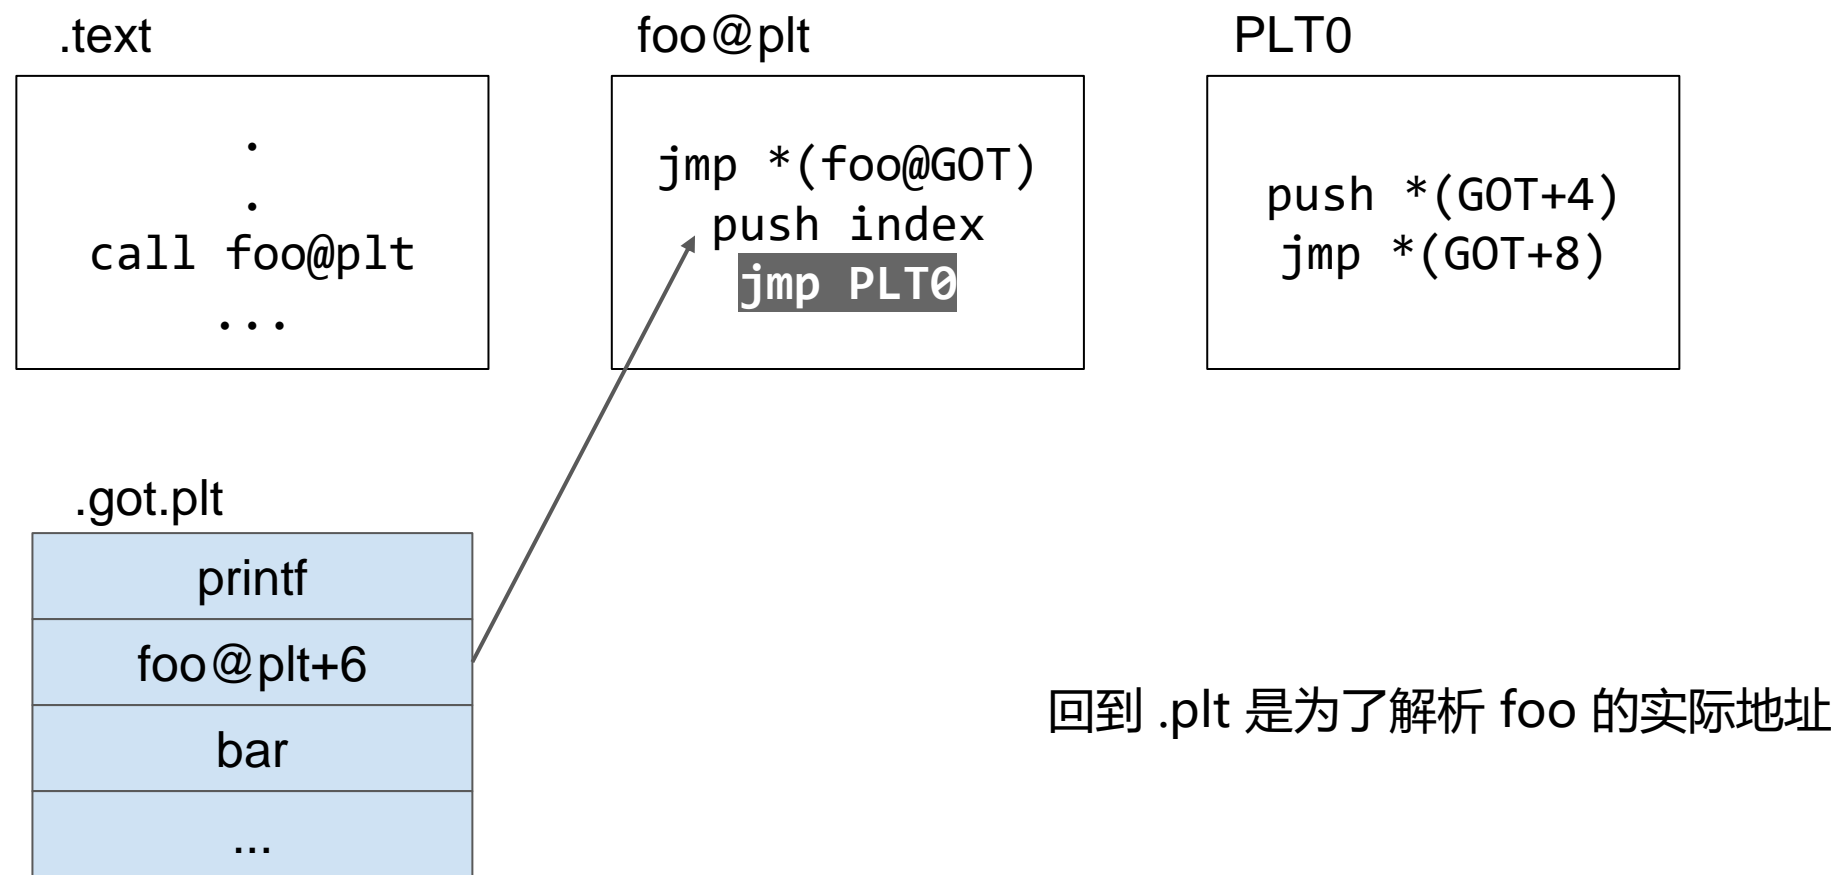 .text
.
.
call foo@plt
...
foo@plt
jmp *(foo@GOT)
push index
jmp PLT0
PLT0
push *(GOT+4)
jmp *(GOT+8)
.got.plt
printf
foo@plt+6
bar
...
回到 .plt 是为了解析 foo 的实际地址